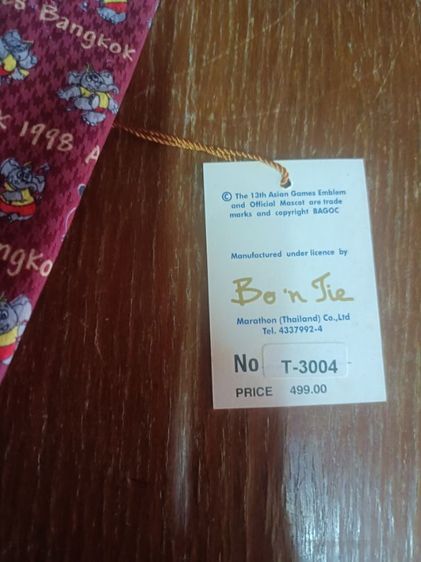 s Bangkok
K 1998 A
Bangko
© The 13th Asian Games Emblem
and Official Mascot are trade
marks and copyright BAGOC
Manufactured under licence by
Bo'n Tie
Marathon (Thailand) Co.,Ltd
Tel. 4337992-4
No T-3004
PRICE 499.00